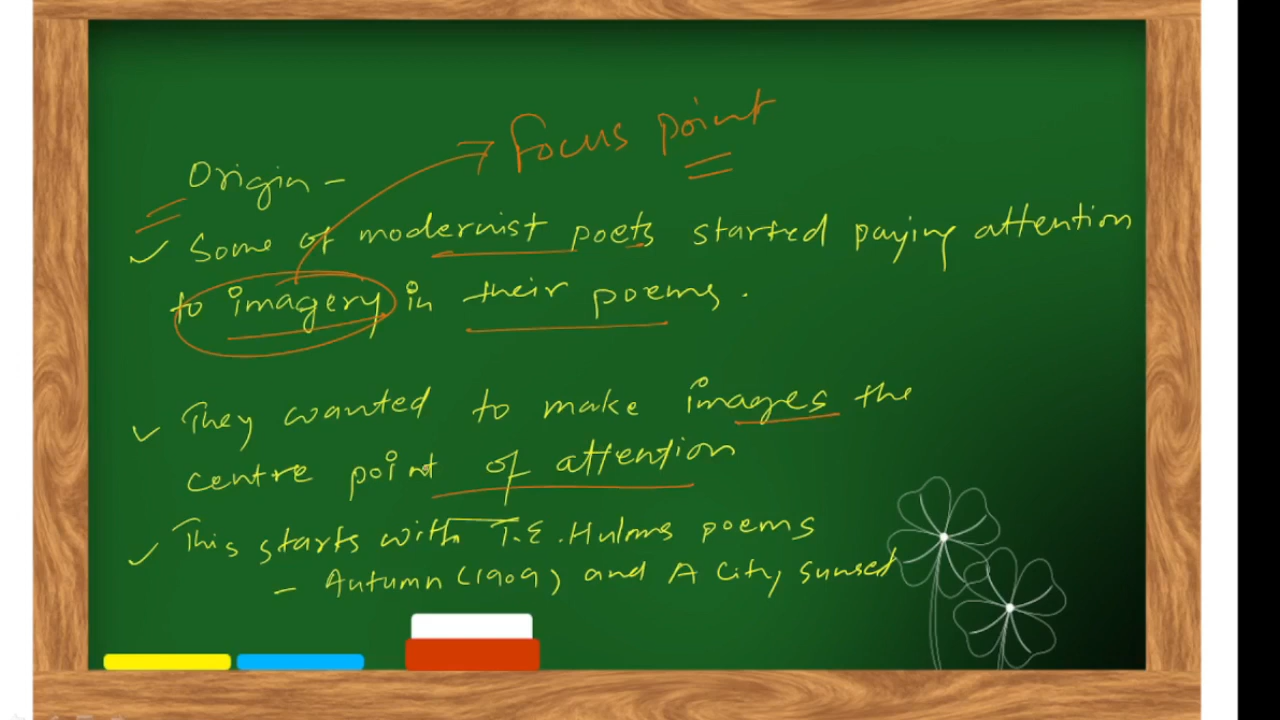 Focus point
Origin -
Some of modernist poets started paying attention
to imagery in their poems.
They wanted to make images the
centre point of attention
This starts with T.E. Hulms poems
- Autumn (1909) and A City sunset